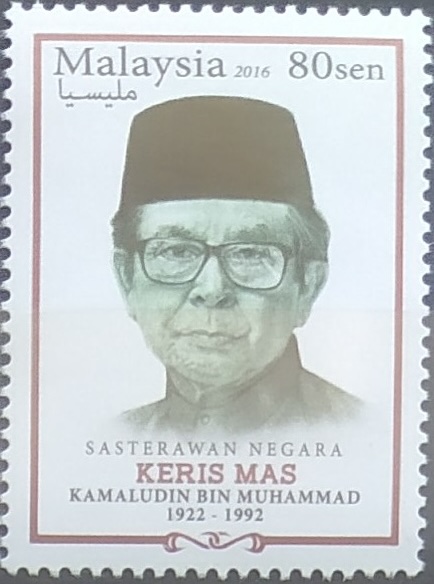 Malaysia 2016 80sen
مليسيا
SASTERAWAN NEGARA
KERIS MAS
KAMALUDIN BIN MUHAMMAD
1922 - 1992